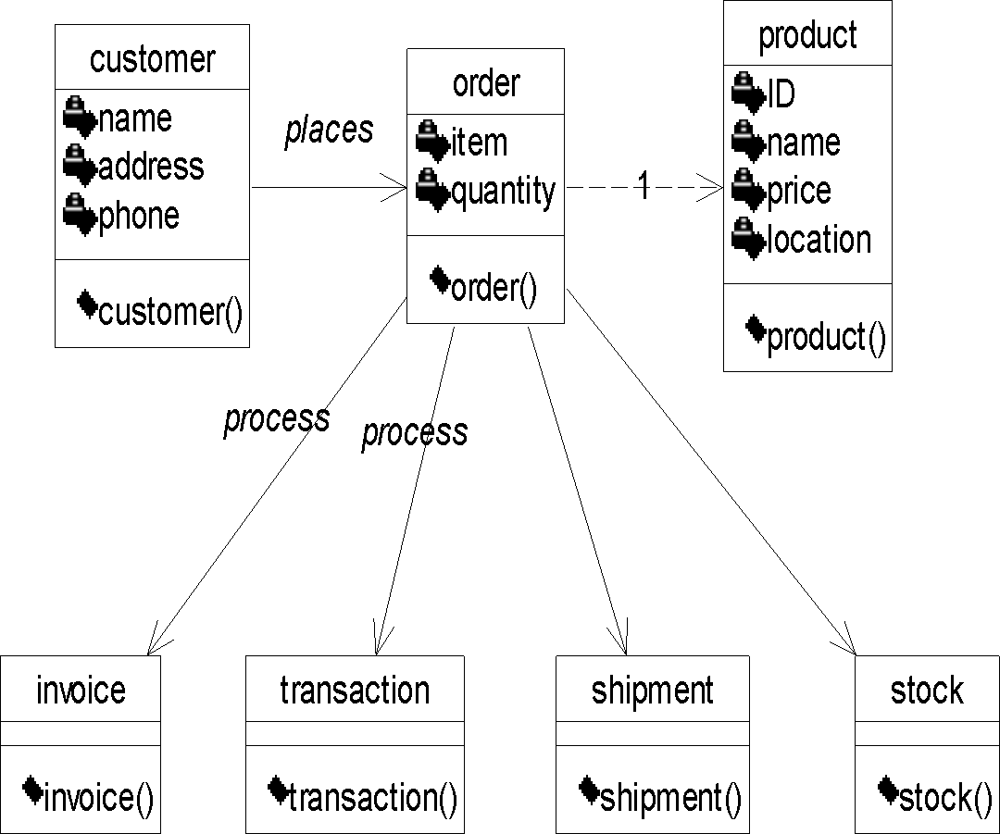 customer
name
address
phone
customer()
places
order
item
quantity
order()
1
product
ID
name
price
location
product()
process
process
invoice
invoice()
transaction
transaction()
shipment
shipment()
stock
stock()